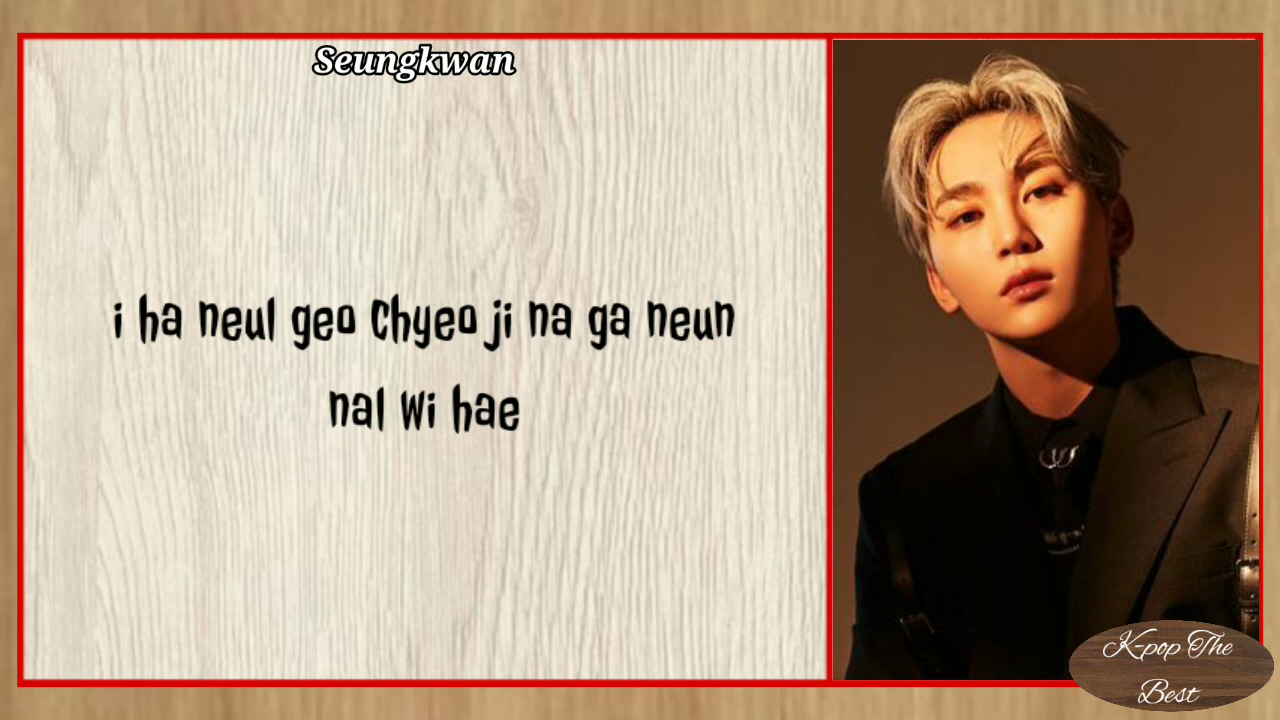 Seungkwan
i ha neul geo chyeo ji na ga neun
nal wi hae
K-pop The
Best